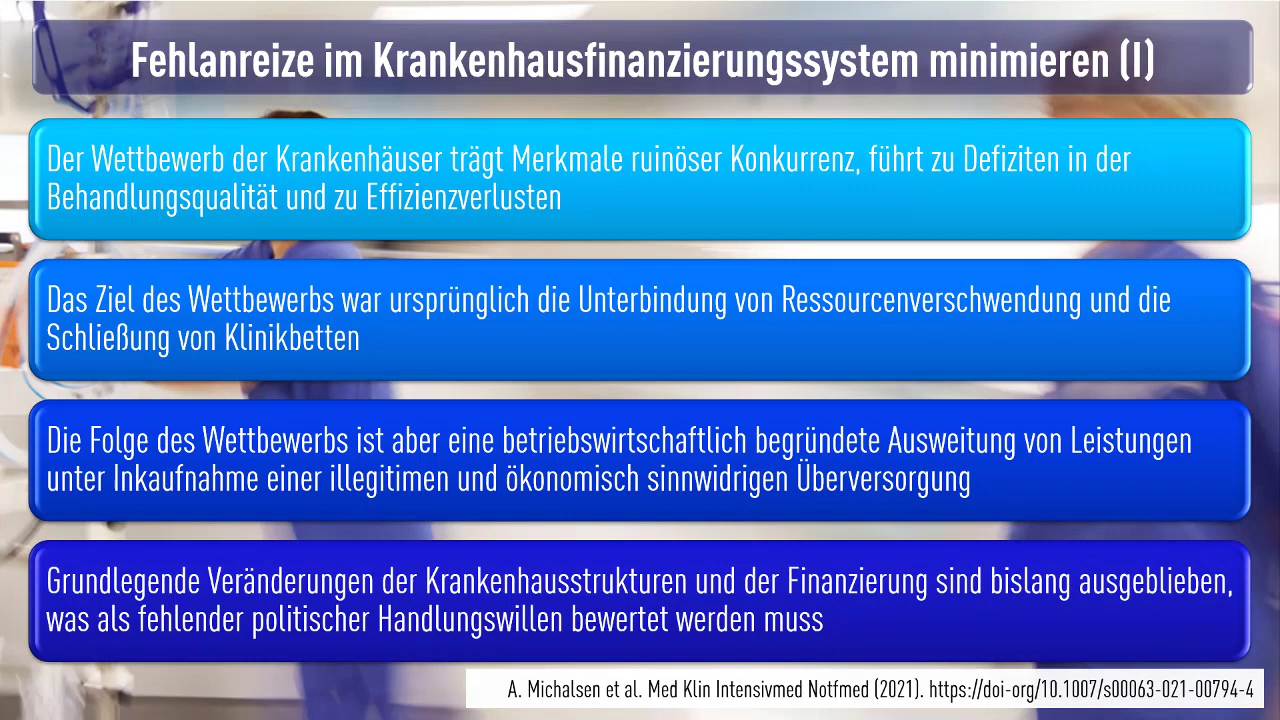 Fehlanreize im Krankenhausfinanzierungssystem minimieren (I)
Der Wettbewerb der Krankenhäuser trägt Merkmale ruinöser Konkurrenz, führt zu Defiziten in der
Behandlungsqualität und zu Effizienzverlusten
Das Ziel des Wettbewerbs war ursprünglich die Unterbindung von Ressourcenverschwendung und die
Schließung von Klinikbetten
Die Folge des Wettbewerbs ist aber eine betriebswirtschaftlich begründete Ausweitung von Leistungen
unter Inkaufnahme einer illegitimen und ökonomisch sinnwidrigen Überversorgung
Grundlegende Veränderungen der Krankenhausstrukturen und der Finanzierung sind bislang ausgeblieben,
was als fehlender politischer Handlungswillen bewertet werden muss
A. Michalsen et al. Med Klin Intensivmed Notfmed (2021). https://doi-org/10.1007/s00063-021-00794-4